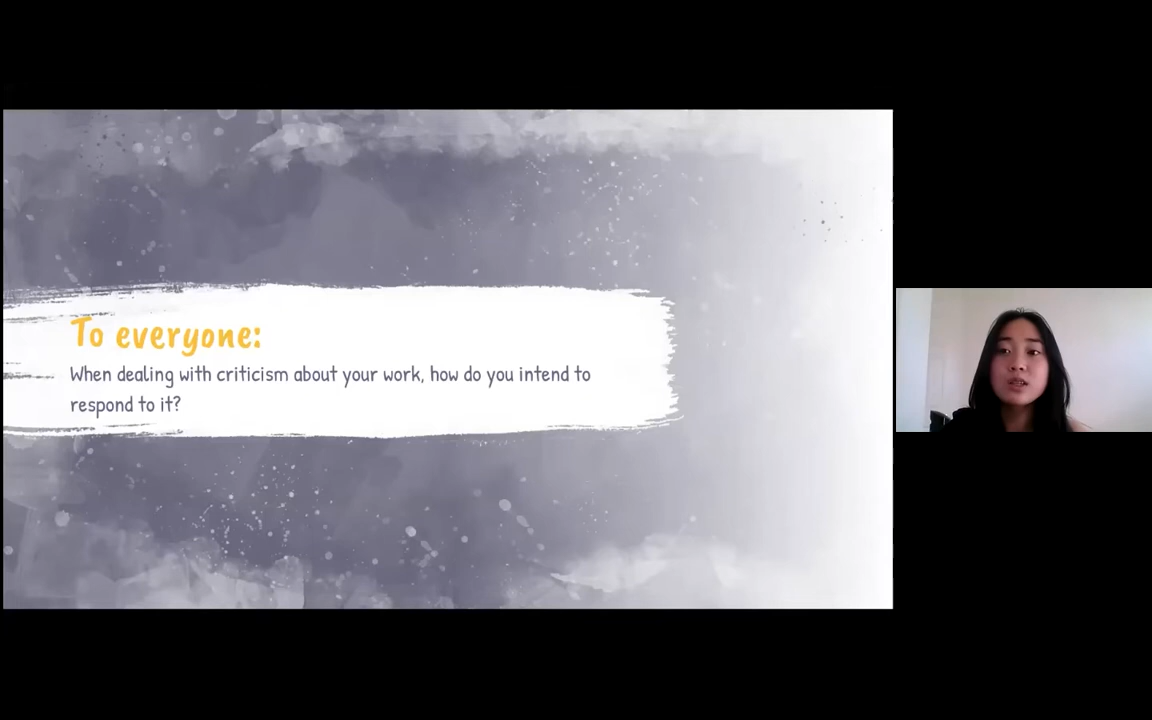 To everyone:
When dealing with criticism about your work, how do you intend to
respond to it?